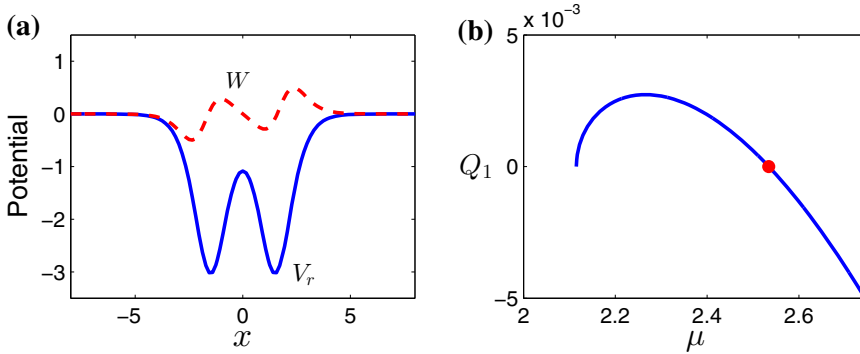 (a)
1
0
−1
−2
−3
Potential
W
V_r
−5
0
5
x
(b)
x 10^{−3}
5
0
−5
Q_1
2
2.2
2.4
2.6
μ